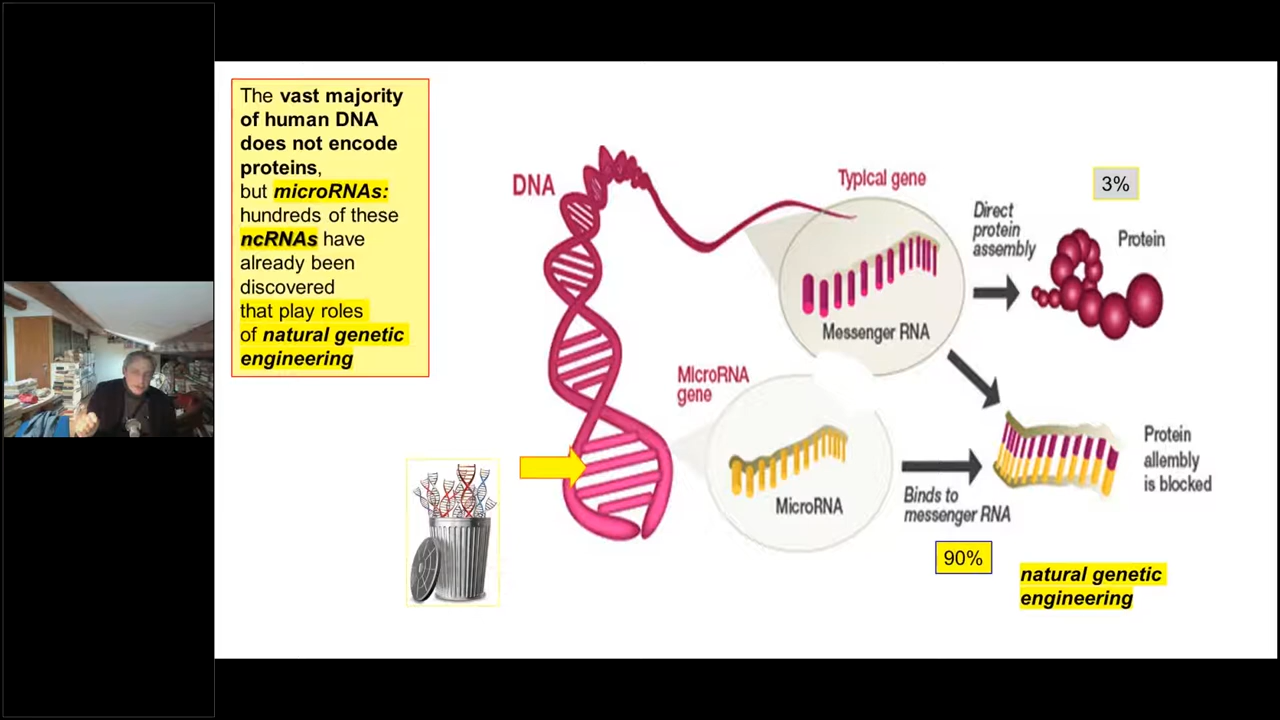 The vast majority
of human DNA
does not encode
proteins,
but microRNAs:
hundreds of these
ncRNAs have
already been
discovered
that play roles
of natural genetic
engineering
DNA
Typical gene
Messenger RNA
Direct
protein
assembly
3%
Protein
MicroRNA
gene
MicroRNA
Binds to
messenger RNA
90%
Protein
allembly
is blocked
natural genetic
engineering